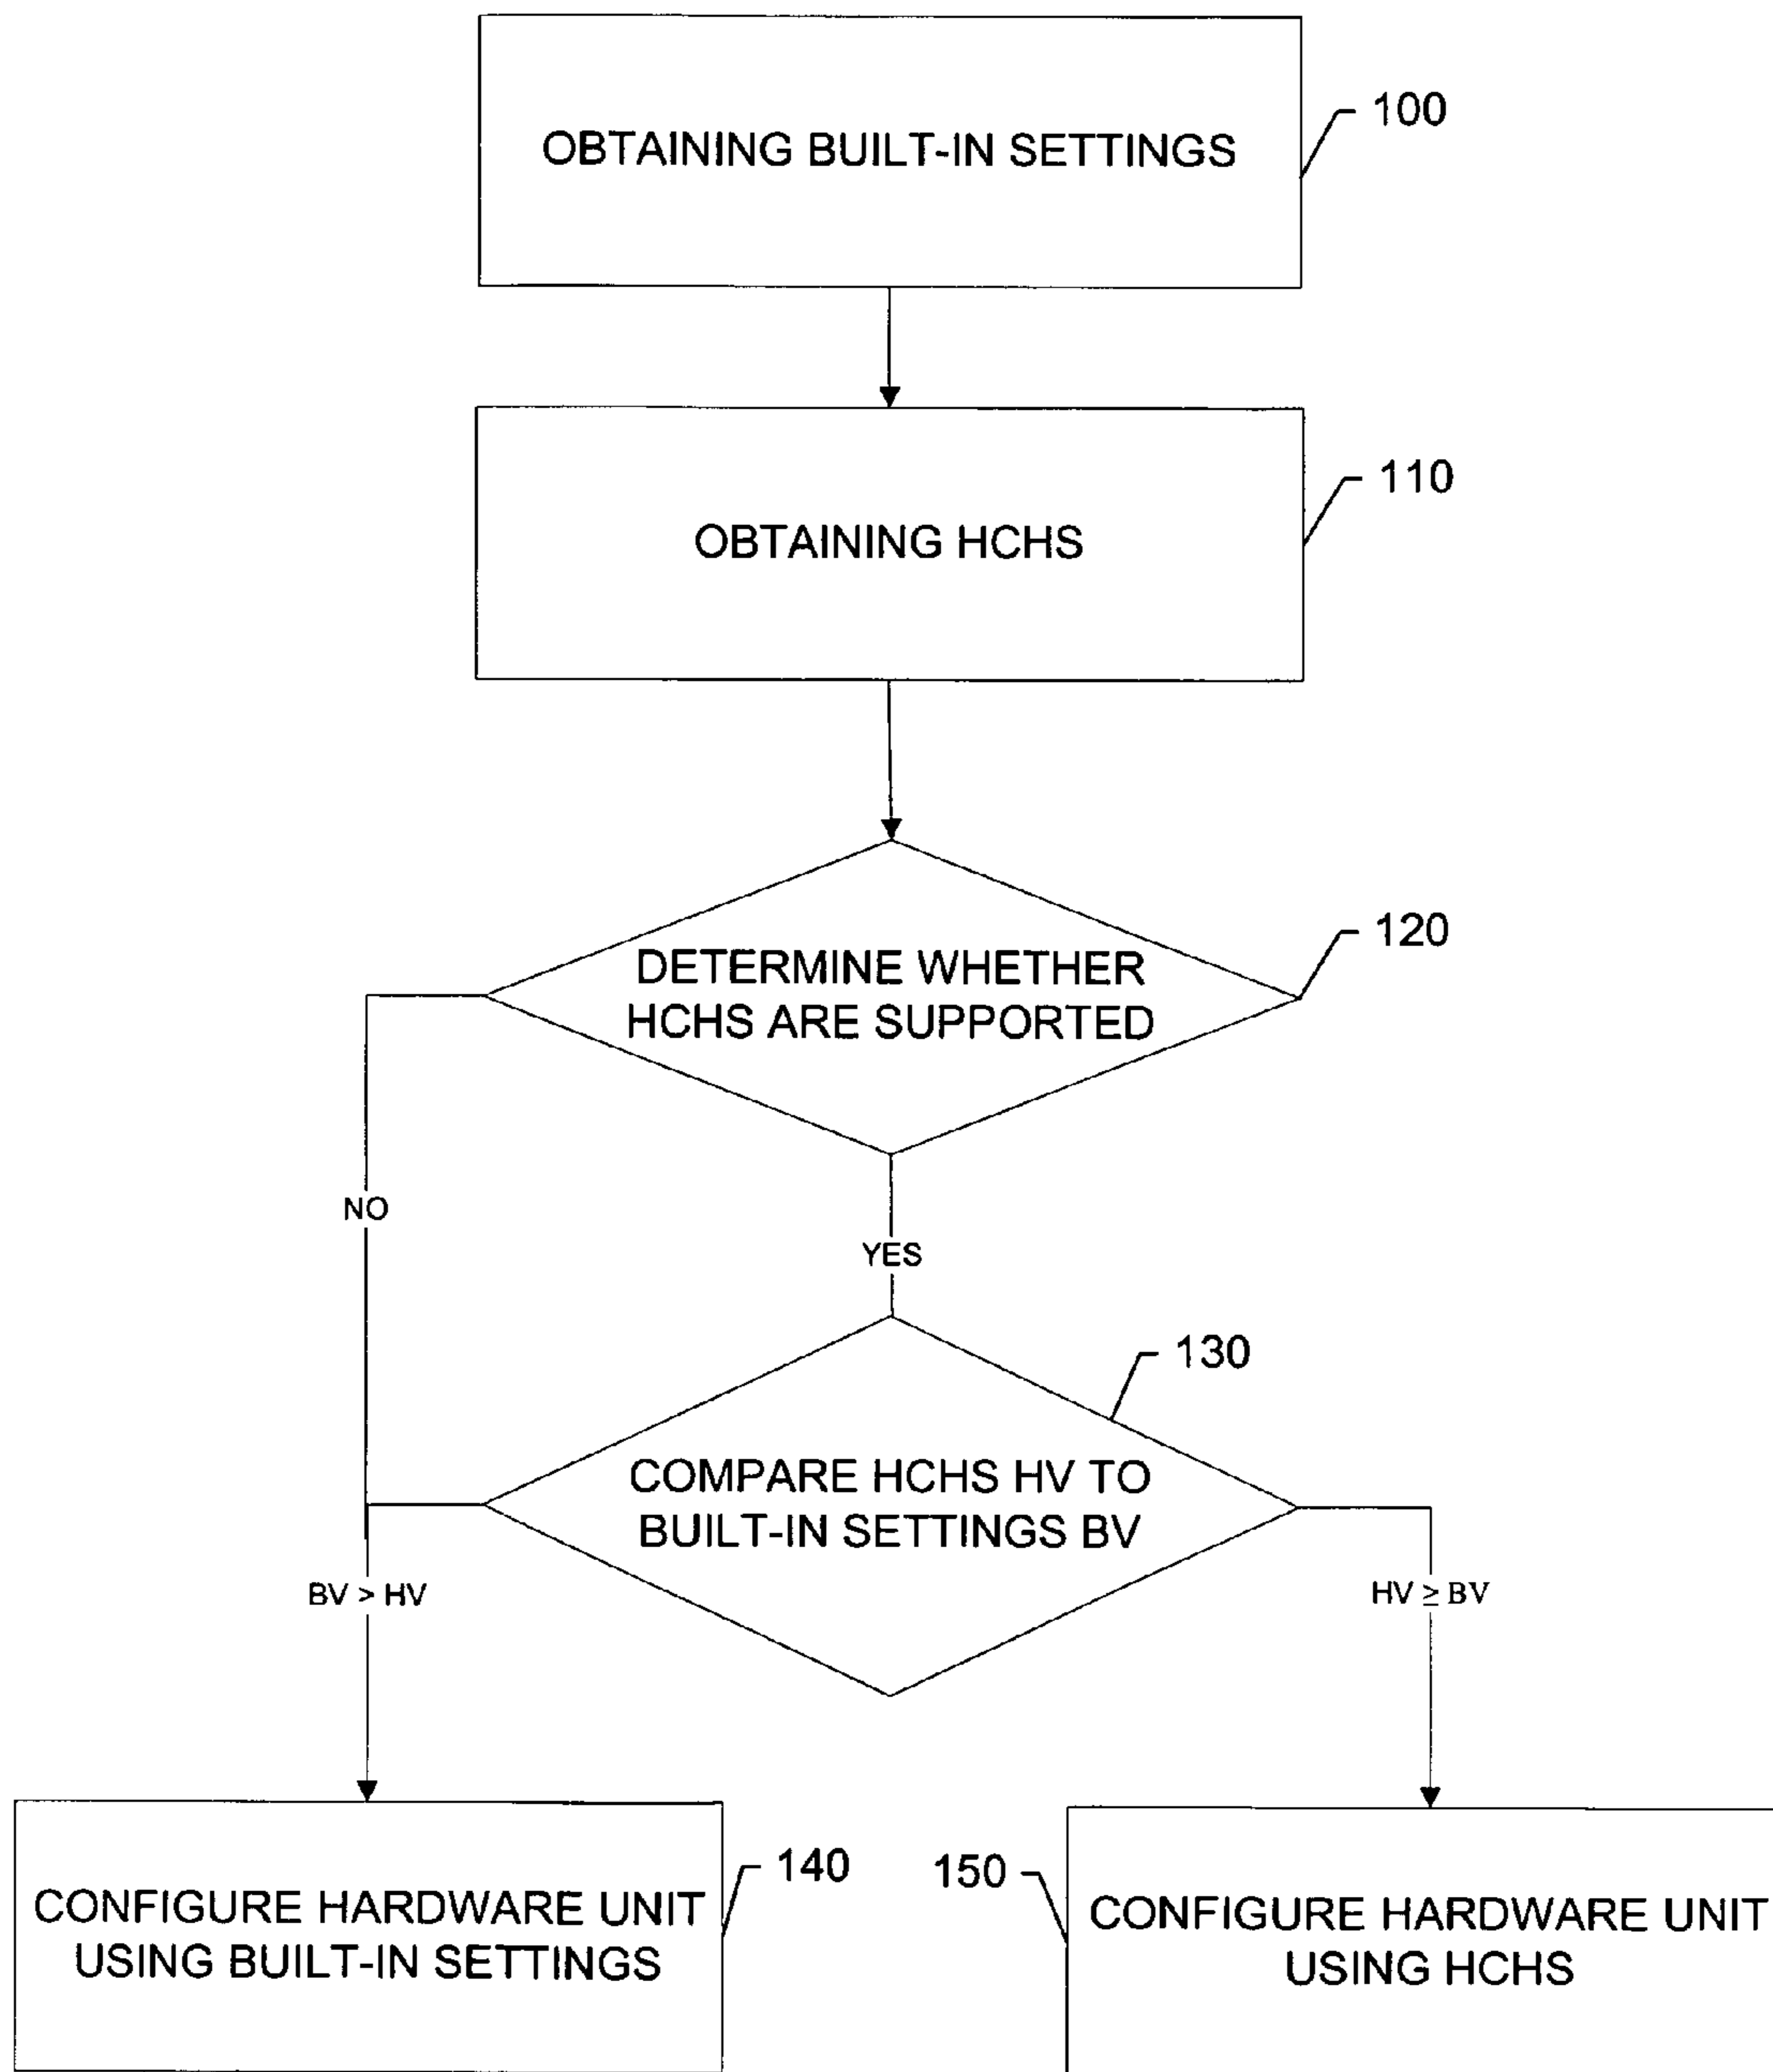 OBTAINING BUILT-IN SETTINGS
100
OBTAINING HCHS
110
DETERMINE WHETHER
HCHS ARE SUPPORTED
120
NO
YES
130
COMPARE HCHS HV TO
BUILT-IN SETTINGS BV
BV > HV
HV ≥ BV
CONFIGURE HARDWARE UNIT
USING BUILT-IN SETTINGS
140
150
CONFIGURE HARDWARE UNIT
USING HCHS